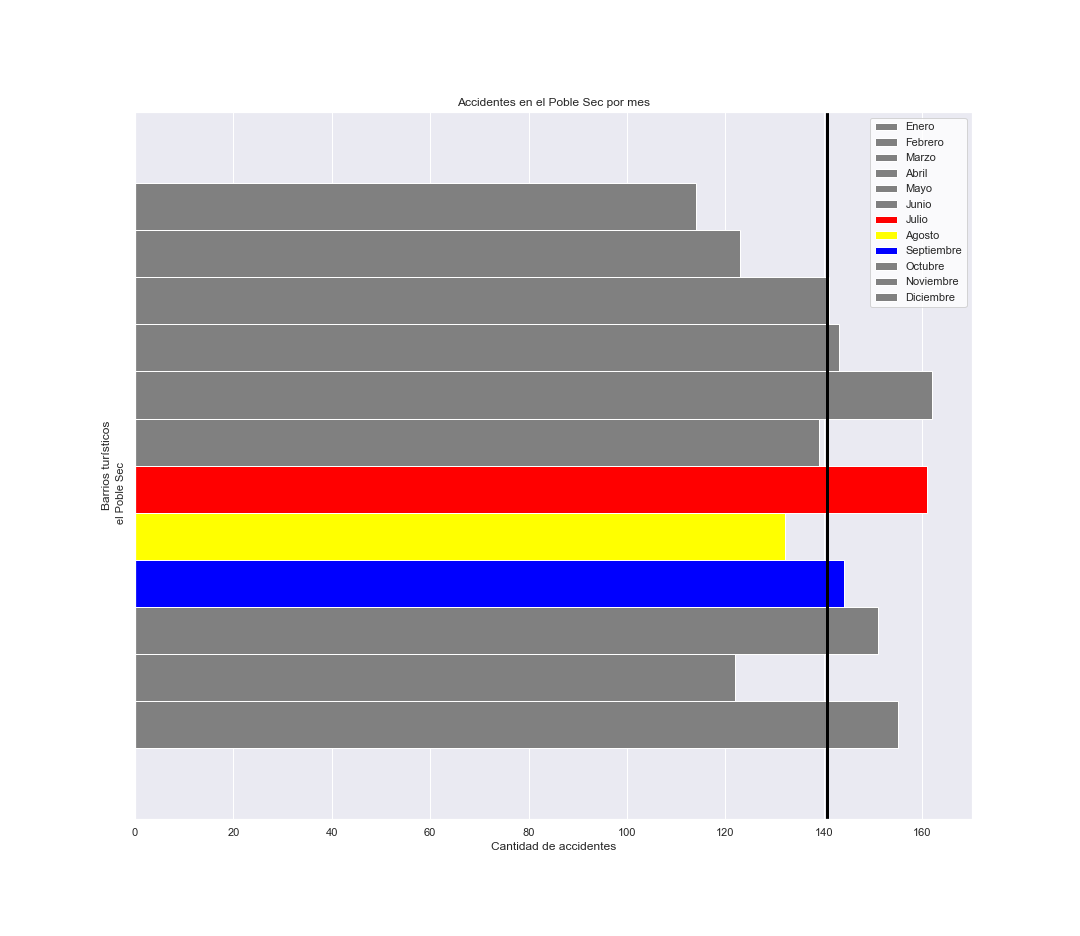 Accidentes en el Poble Sec por mes
Enero
Febrero
Marzo
Abril
Mayo
Junio
Julio
Agosto
Septiembre
Octubre
Noviembre
Diciembre
Barrios turísticos
el Poble Sec
0 20 40 60 80 100 120 140 160
Cantidad de accidentes